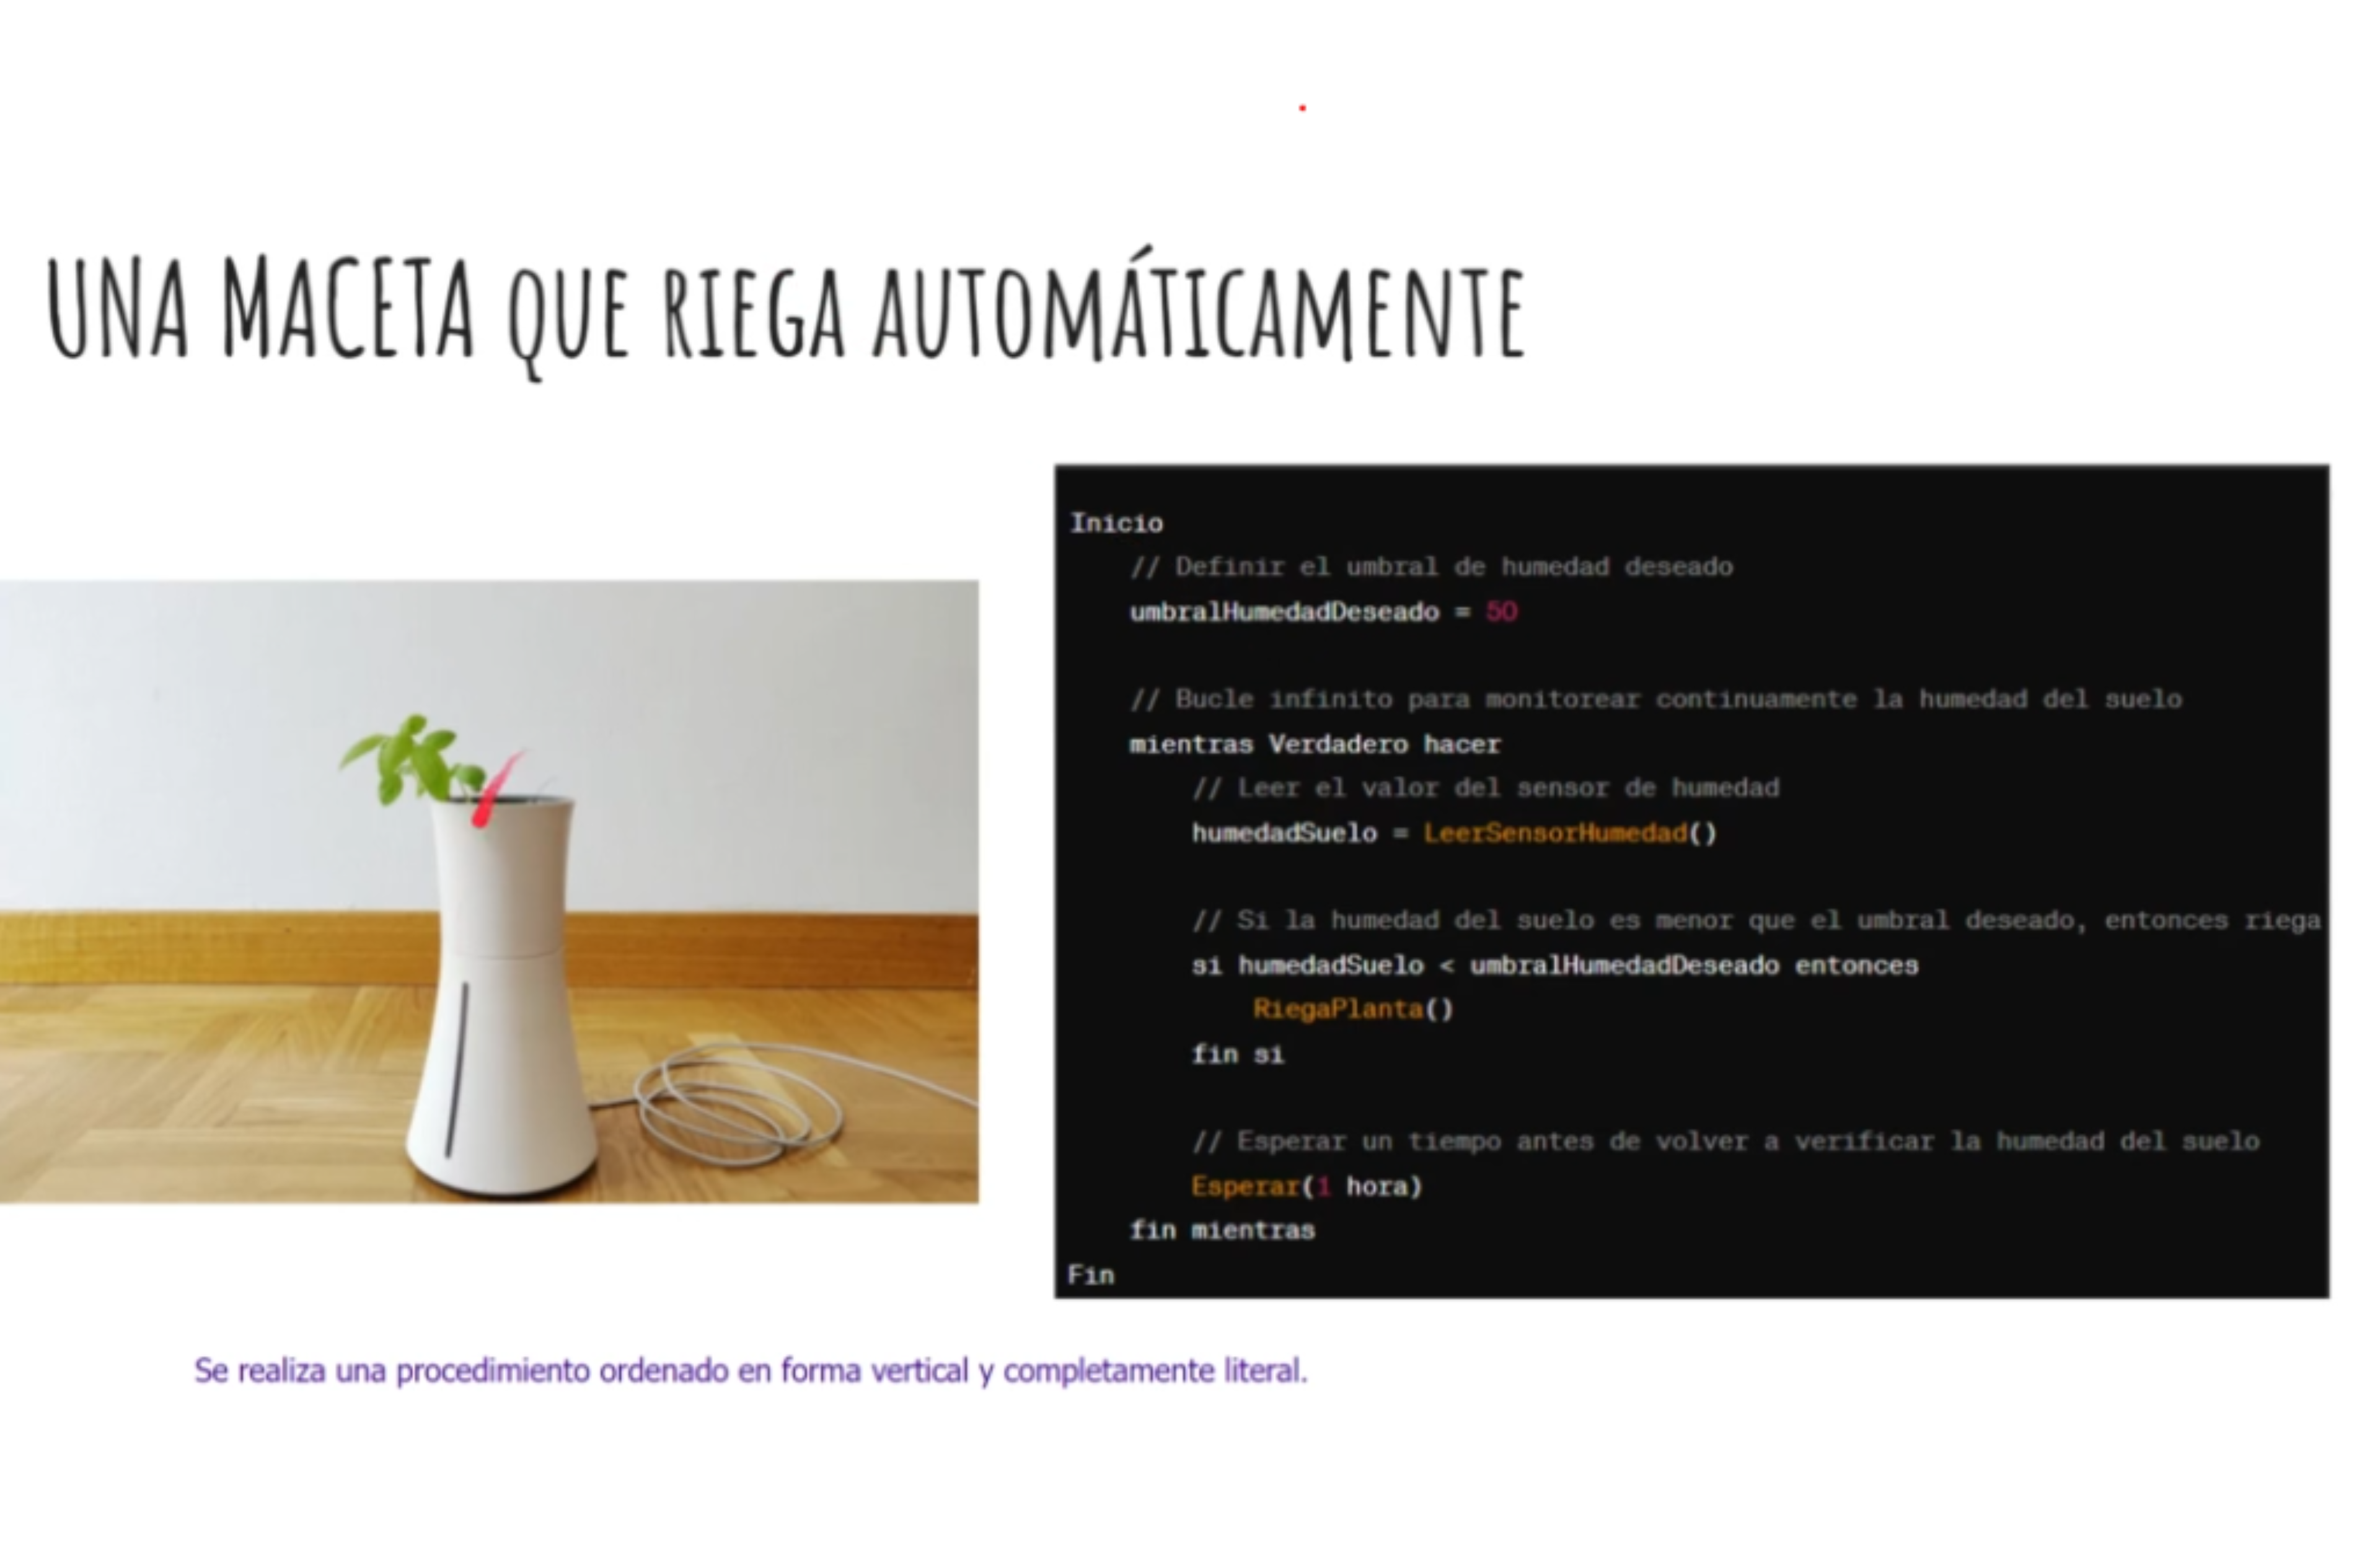 UNA MACETA QUE RIEGA AUTOMÁTICAMENTE
Inicio
// Definir el umbral de humedad deseado
umbralHumedadDeseado = 50
// Bucle infinito para monitorear continuamente la humedad del suelo
mientras Verdadero hacer
// Leer el valor del sensor de humedad
humedadSuelo = LeerSensorHumedad()
// Si la humedad del suelo es menor que el umbral deseado, entonces riega
si humedadSuelo < umbralHumedadDeseado entonces
RiegaPlanta()
fin si
// Esperar un tiempo antes de volver a verificar la humedad del suelo
Esperar(1 hora)
fin mientras
Fin
Se realiza una procedimiento ordenado en forma vertical y completamente literal.